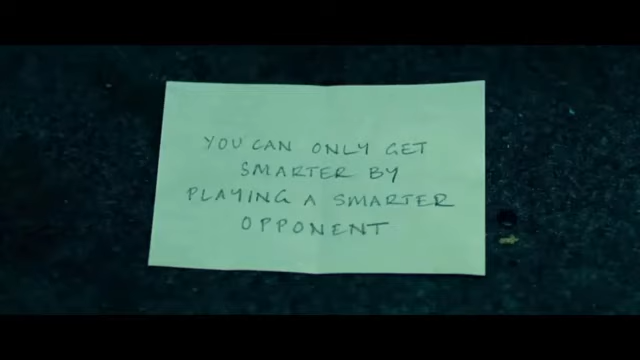 YOU CAN ONLY GET
SMARTER BY
PLAYING A SMARTER
OPPONENT